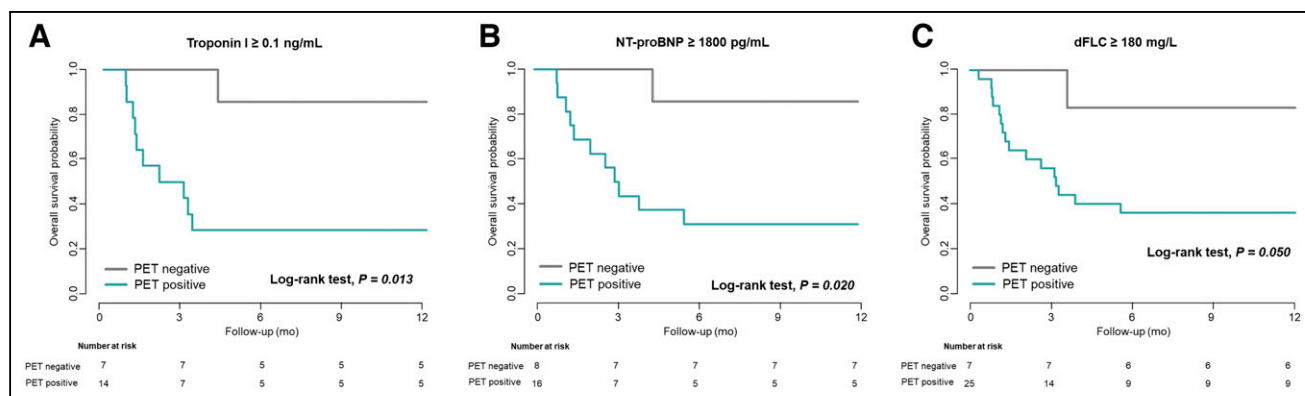 A
Troponin I ≥ 0.1 ng/mL
Overall survival probability
1.0
0.8
0.6
0.4
0.2
0.0
PET negative
PET positive
Log-rank test, P = 0.013
0 3 6 9 12
Follow-up (mo)
Number at risk
PET negative 7 7 5 5 5
PET positive 14 7 5 5 5
B
NT-proBNP ≥ 1800 pg/mL
Overall survival probability
1.0
0.8
0.6
0.4
0.2
0.0
PET negative
PET positive
Log-rank test, P = 0.020
0 3 6 9 12
Follow-up (mo)
Number at risk
PET negative 8 7 7 7 7
PET positive 16 7 5 5 5
C
dFLC ≥ 180 mg/L
Overall survival probability
1.0
0.8
0.6
0.4
0.2
0.0
PET negative
PET positive
Log-rank test, P = 0.050
0 3 6 9 12
Follow-up (mo)
Number at risk
PET negative 7 7 6 6 6
PET positive 25 14 9 9 9